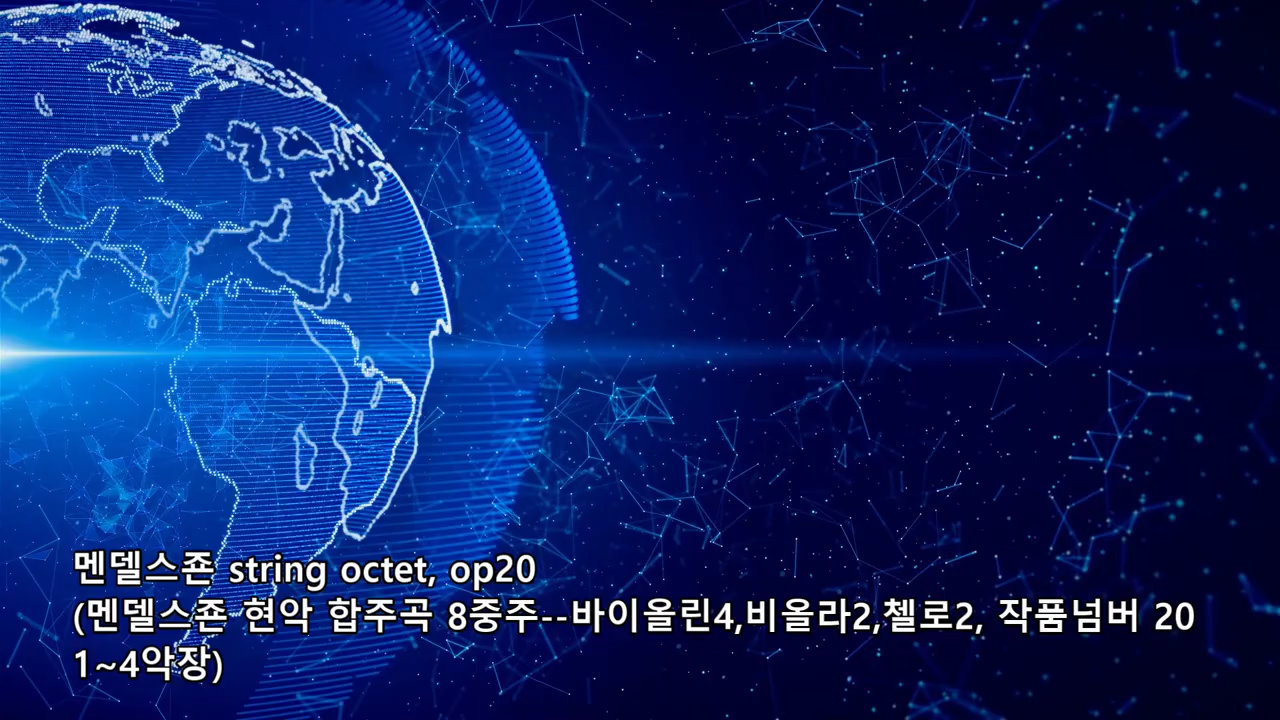 멘델스죤 string octet, op20
(멘델스죤 현악 합주곡 8중주--바이올린4,비올라2,첼로2, 작품넘버 20
1~4악장)